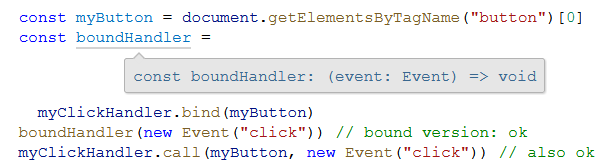 const myButton = document.getElementsByTagName("button")[0]
const boundHandler =
const boundHandler: (event: Event) => void
myClickHandler.bind(myButton)
boundHandler(new Event("click")) // bound version: ok
myClickHandler.call(myButton, new Event("click")) // also ok